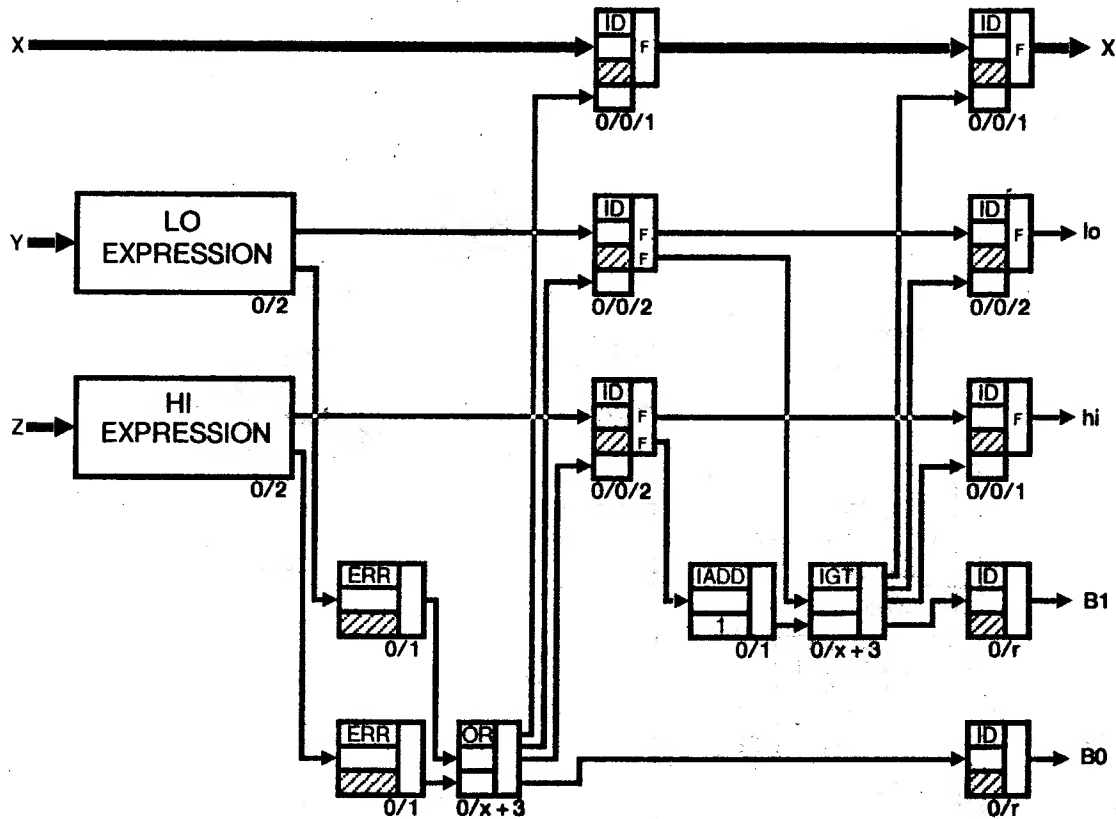 ID
ID
X
F
F
X
0/0/1
0/0/1
LO
EXPRESSION
ID
ID
Y
F
F
lo
F
0/2
0/0/2
0/0/2
HI
EXPRESSION
ID
ID
Z
F
F
hi
F
0/2
0/0/2
0/0/1
ERR
IADD
IGT
ID
B1
1
0/1
0/1
0/x + 3
0/r
ERR
OR
ID
B0
0/1
0/x + 3
0/r